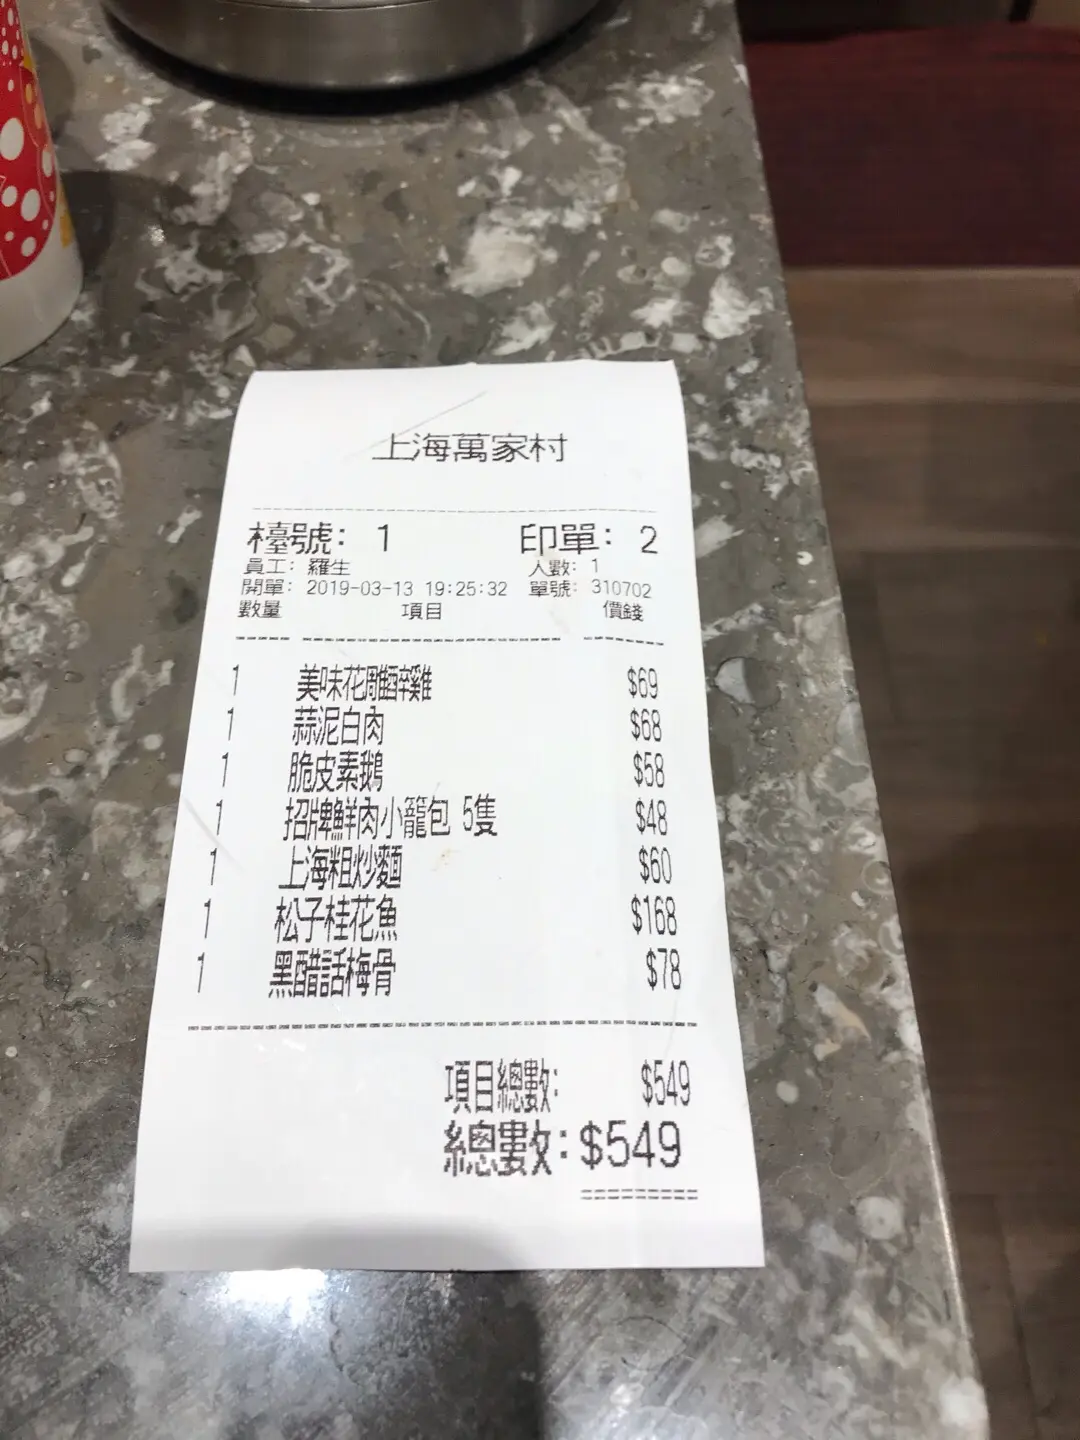 上海萬家村
檯號: 1 印單: 2
員工: 羅生 人數: 1
開單: 2019-03-13 19:25:32 單號: 310702
數量 項目 價錢
1 美味花雕醉雞 $69
1 蒜泥白肉 $68
1 脆皮素鵝 $58
1 招牌鮮肉小籠包 5隻 $48
1 上海粗炒麵 $60
1 松子桂花魚 $168
1 黑醋話梅骨 $78
項目總數: $549
總數: $549